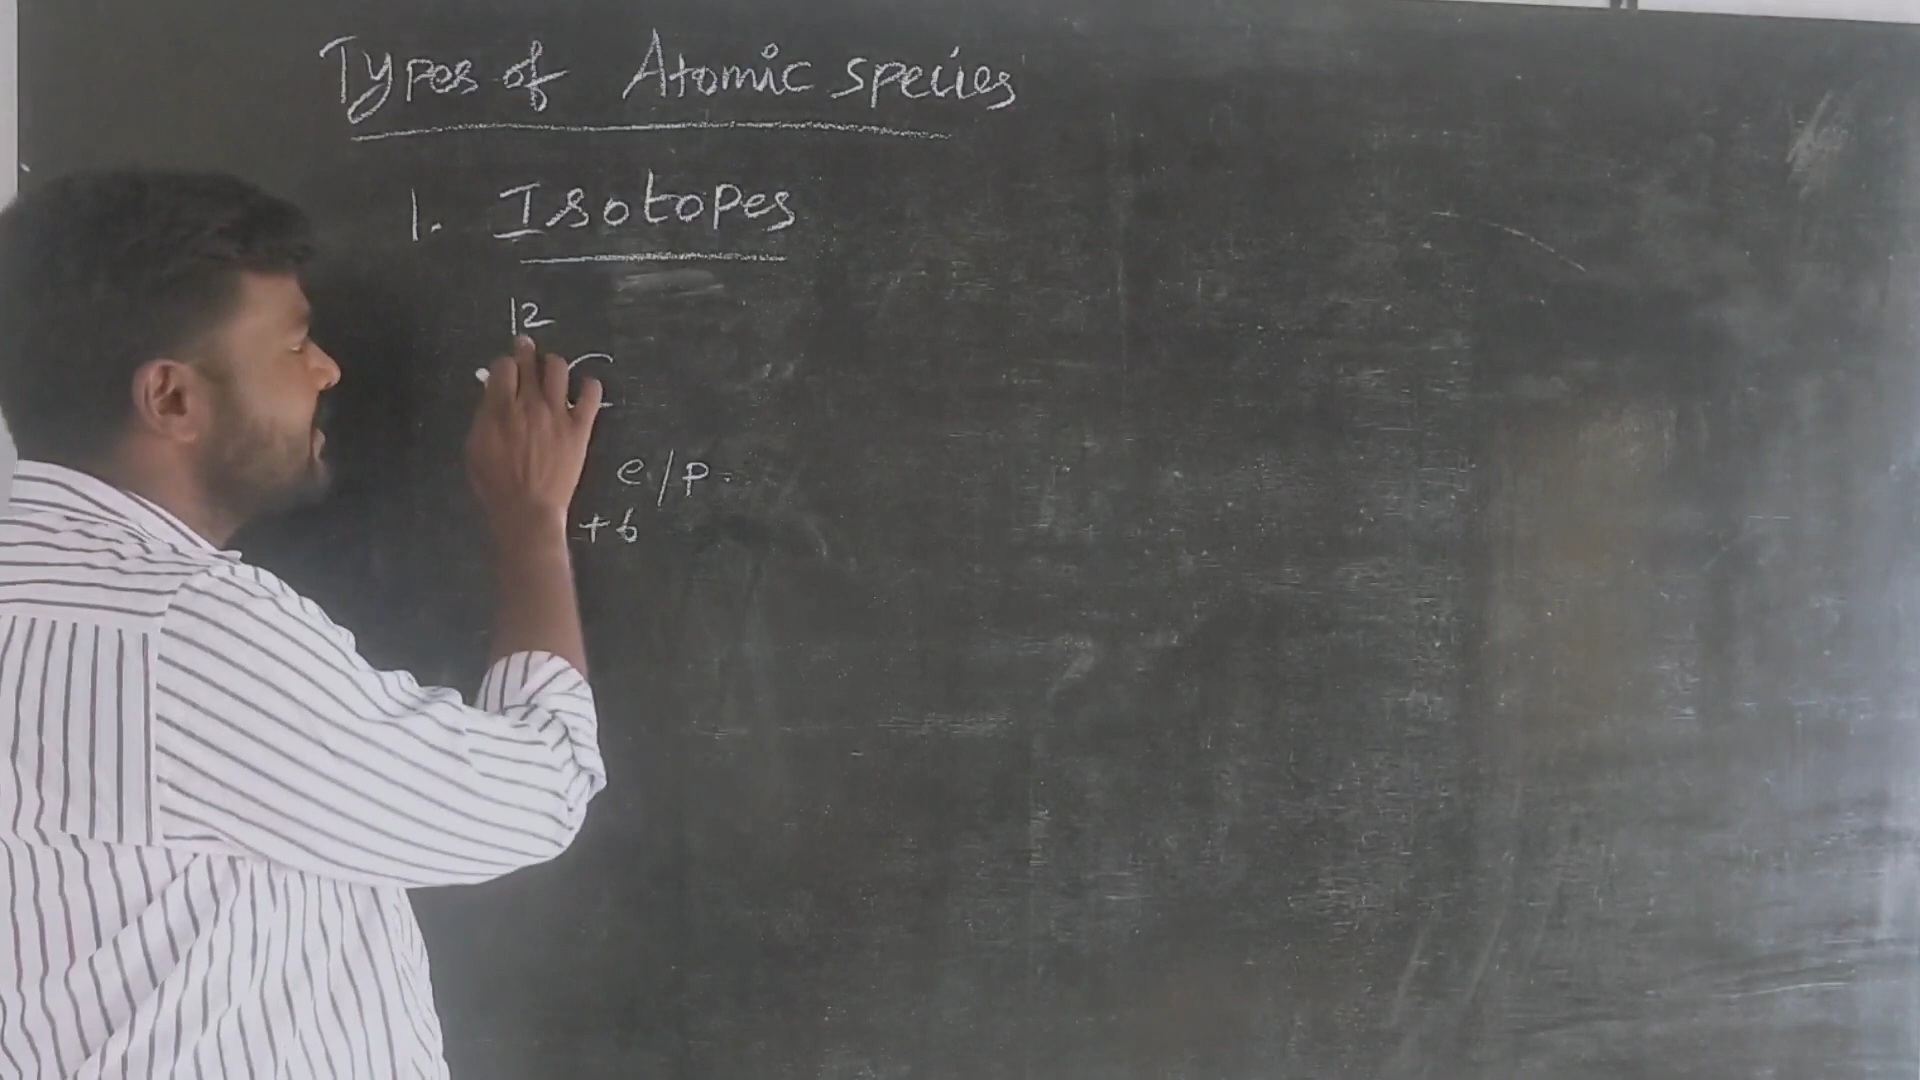 Types of Atomic species
1. Isotopes
12
C
e/p
+6